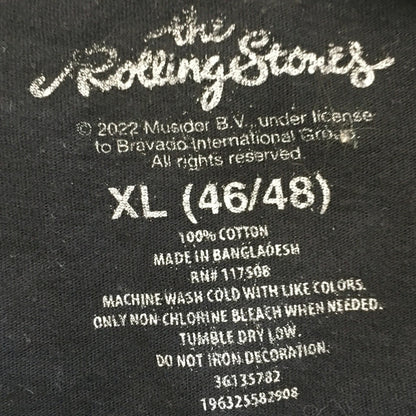 the
Rolling Stones
© 2022 Musidor B.V., under license
to Bravado International Group.
All rights reserved.
XL (46/48)
100% COTTON
MADE IN BANGLADESH
RN# 117508
MACHINE WASH COLD WITH LIKE COLORS.
ONLY NON-CHLORINE BLEACH WHEN NEEDED.
TUMBLE DRY LOW.
DO NOT IRON DECORATION.
3G135782
196325582908